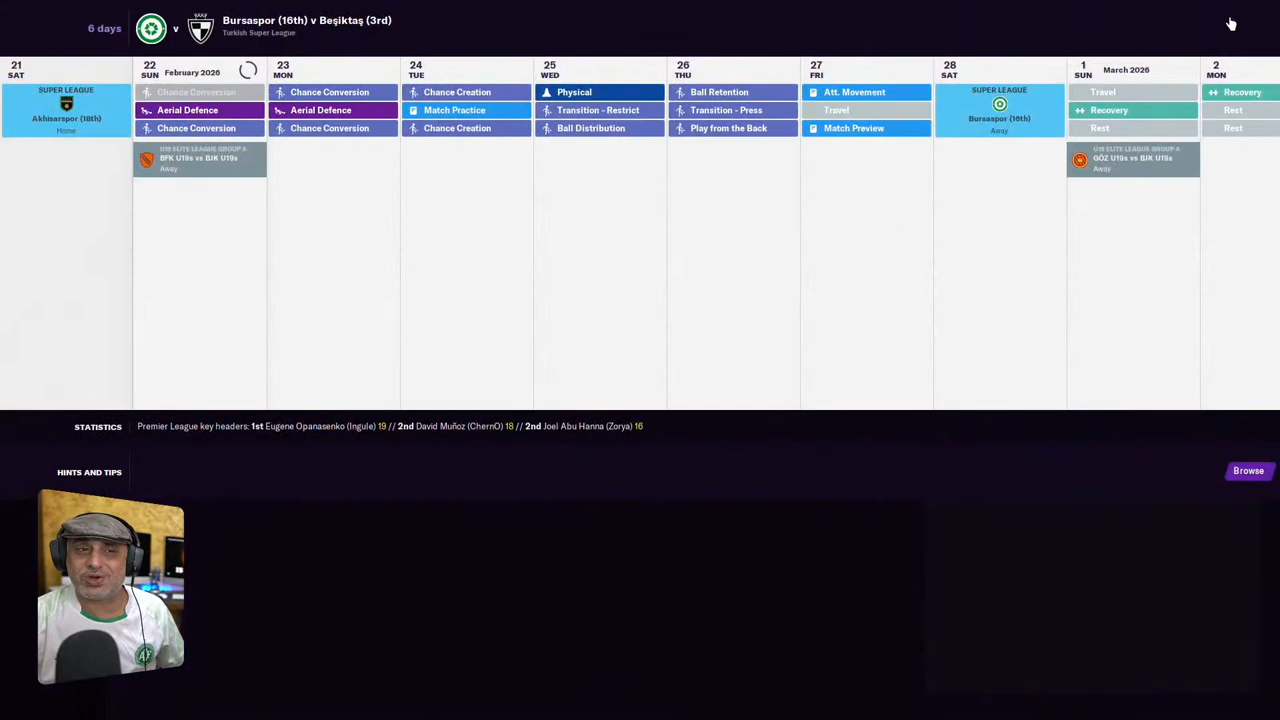 6 days
v
Bursaspor (16th) v Beşiktaş (3rd)
Turkish Super League
21
SAT
22
SUN
February 2026
23
MON
24
TUE
25
WED
26
THU
27
FRI
28
SAT
1
SUN
March 2026
2
MON
SUPER LEAGUE
Akhisarspor (18th)
Home
Chance Conversion
Aerial Defence
Chance Conversion
U19 ELITE LEAGUE GROUP A
BFK U19s vs BJK U19s
Away
Chance Conversion
Aerial Defence
Chance Conversion
Chance Creation
Match Practice
Chance Creation
Physical
Transition - Restrict
Ball Distribution
Ball Retention
Transition - Press
Play from the Back
Att. Movement
Travel
Match Preview
SUPER LEAGUE
Bursaspor (16th)
Away
Travel
Recovery
Rest
U19 ELITE LEAGUE GROUP A
GÖZ U19s vs BJK U19s
Away
Recovery
Rest
Rest
STATISTICS
Premier League key headers: 1st Eugene Opanasenko (Ingule) 19 // 2nd David Muñoz (ChernO) 18 // 2nd Joel Abu Hanna (Zorya) 16
HINTS AND TIPS
Browse